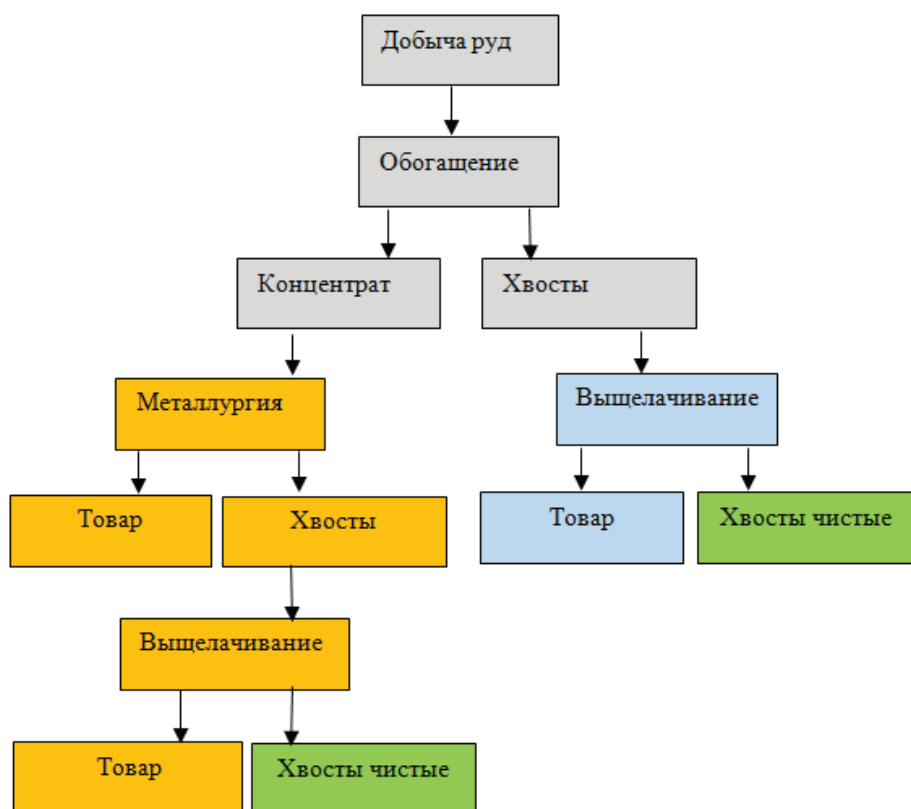 Добыча руд
Обогащение
Концентрат
Хвосты
Металлургия
Выщелачивание
Товар
Хвосты
Товар
Хвосты чистые
Выщелачивание
Товар
Хвосты чистые